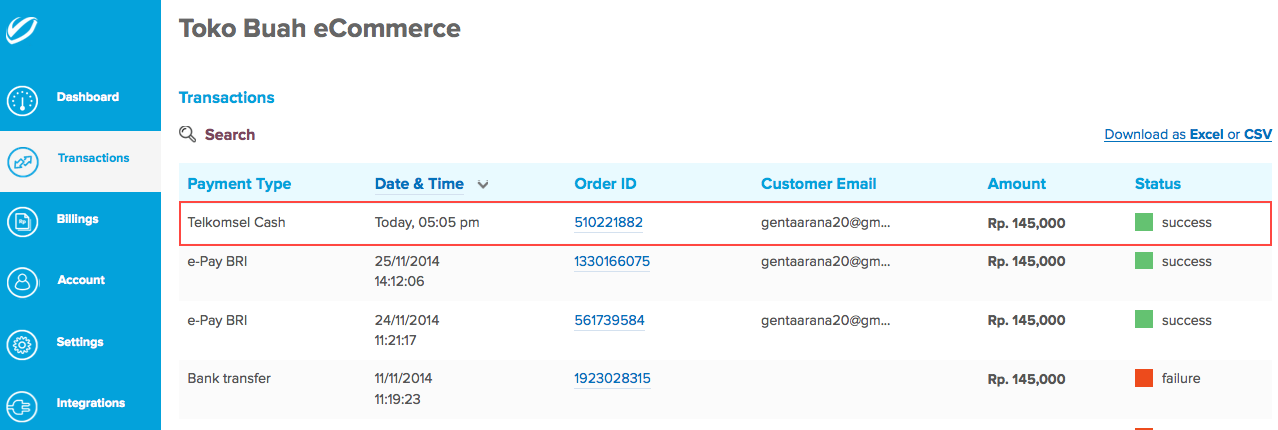 Toko Buah eCommerce
Dashboard
Transactions
Billings
Rp
Account
Settings
Integrations
Transactions
Search
Download as Excel or CSV
Payment Type Date & Time Order ID Customer Email Amount Status
Telkomsel Cash Today, 05:05 pm 510221882 gentaarana20@gm... Rp. 145,000 success
e-Pay BRI 25/11/2014 1330166075 gentaarana20@gm... Rp. 145,000 success
14:12:06
e-Pay BRI 24/11/2014 561739584 gentaarana20@gm... Rp. 145,000 success
11:21:17
Bank transfer 11/11/2014 1923028315 Rp. 145,000 failure
11:19:23